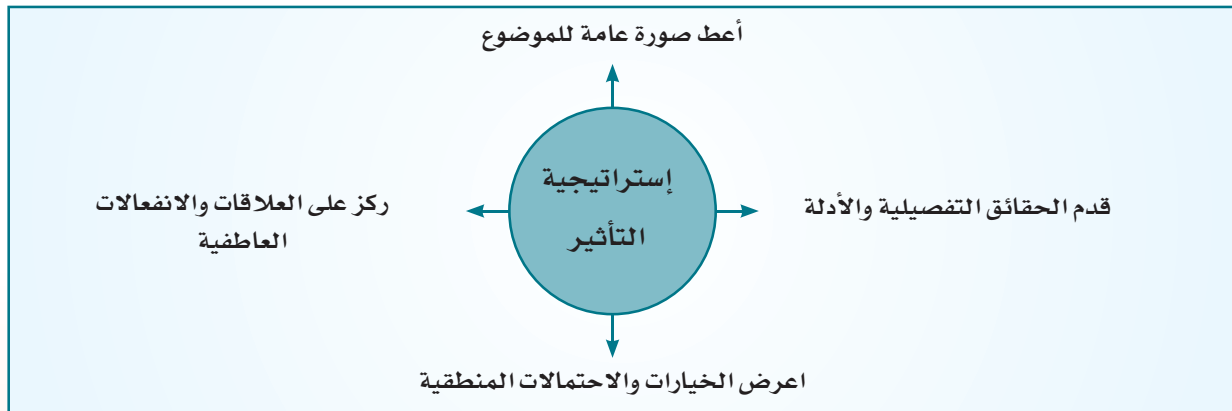 أعط صورة عامة للموضوع
إستراتيجية
التأثير
قدم الحقائق التفصيلية والأدلة
ركز على العلاقات والانفعالات
العاطفية
اعرض الخيارات والاحتمالات المنطقية